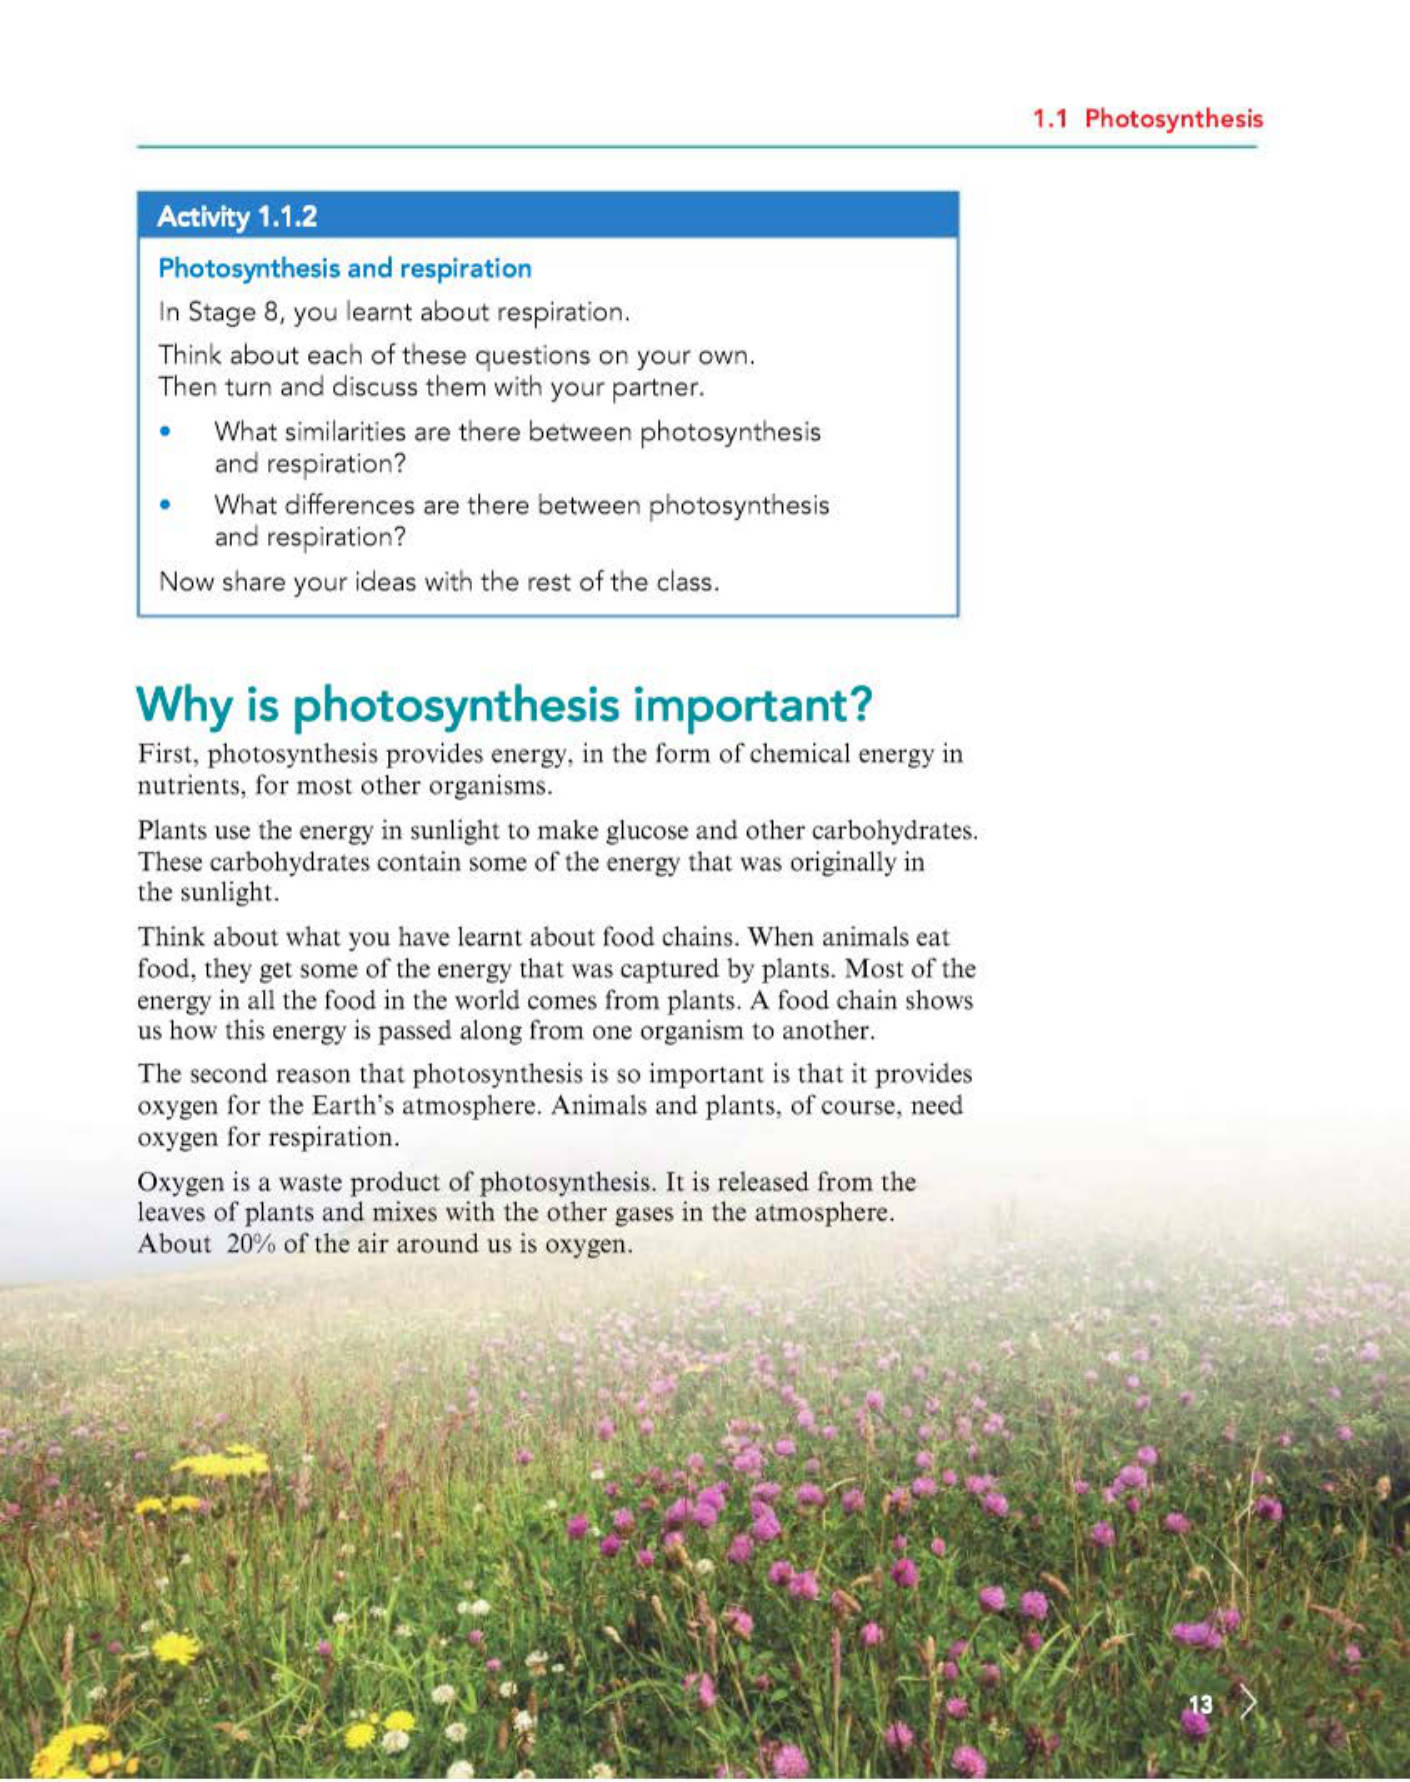 1.1 Photosynthesis
Activity 1.1.2
Photosynthesis and respiration
In Stage 8, you learnt about respiration.
Think about each of these questions on your own.
Then turn and discuss them with your partner.
• What similarities are there between photosynthesis
and respiration?
• What differences are there between photosynthesis
and respiration?
Now share your ideas with the rest of the class.
Why is photosynthesis important?
First, photosynthesis provides energy, in the form of chemical energy in
nutrients, for most other organisms.
Plants use the energy in sunlight to make glucose and other carbohydrates.
These carbohydrates contain some of the energy that was originally in
the sunlight.
Think about what you have learnt about food chains. When animals eat
food, they get some of the energy that was captured by plants. Most of the
energy in all the food in the world comes from plants. A food chain shows
us how this energy is passed along from one organism to another.
The second reason that photosynthesis is so important is that it provides
oxygen for the Earth's atmosphere. Animals and plants, of course, need
oxygen for respiration.
Oxygen is a waste product of photosynthesis. It is released from the
leaves of plants and mixes with the other gases in the atmosphere.
About 20% of the air around us is oxygen.
13